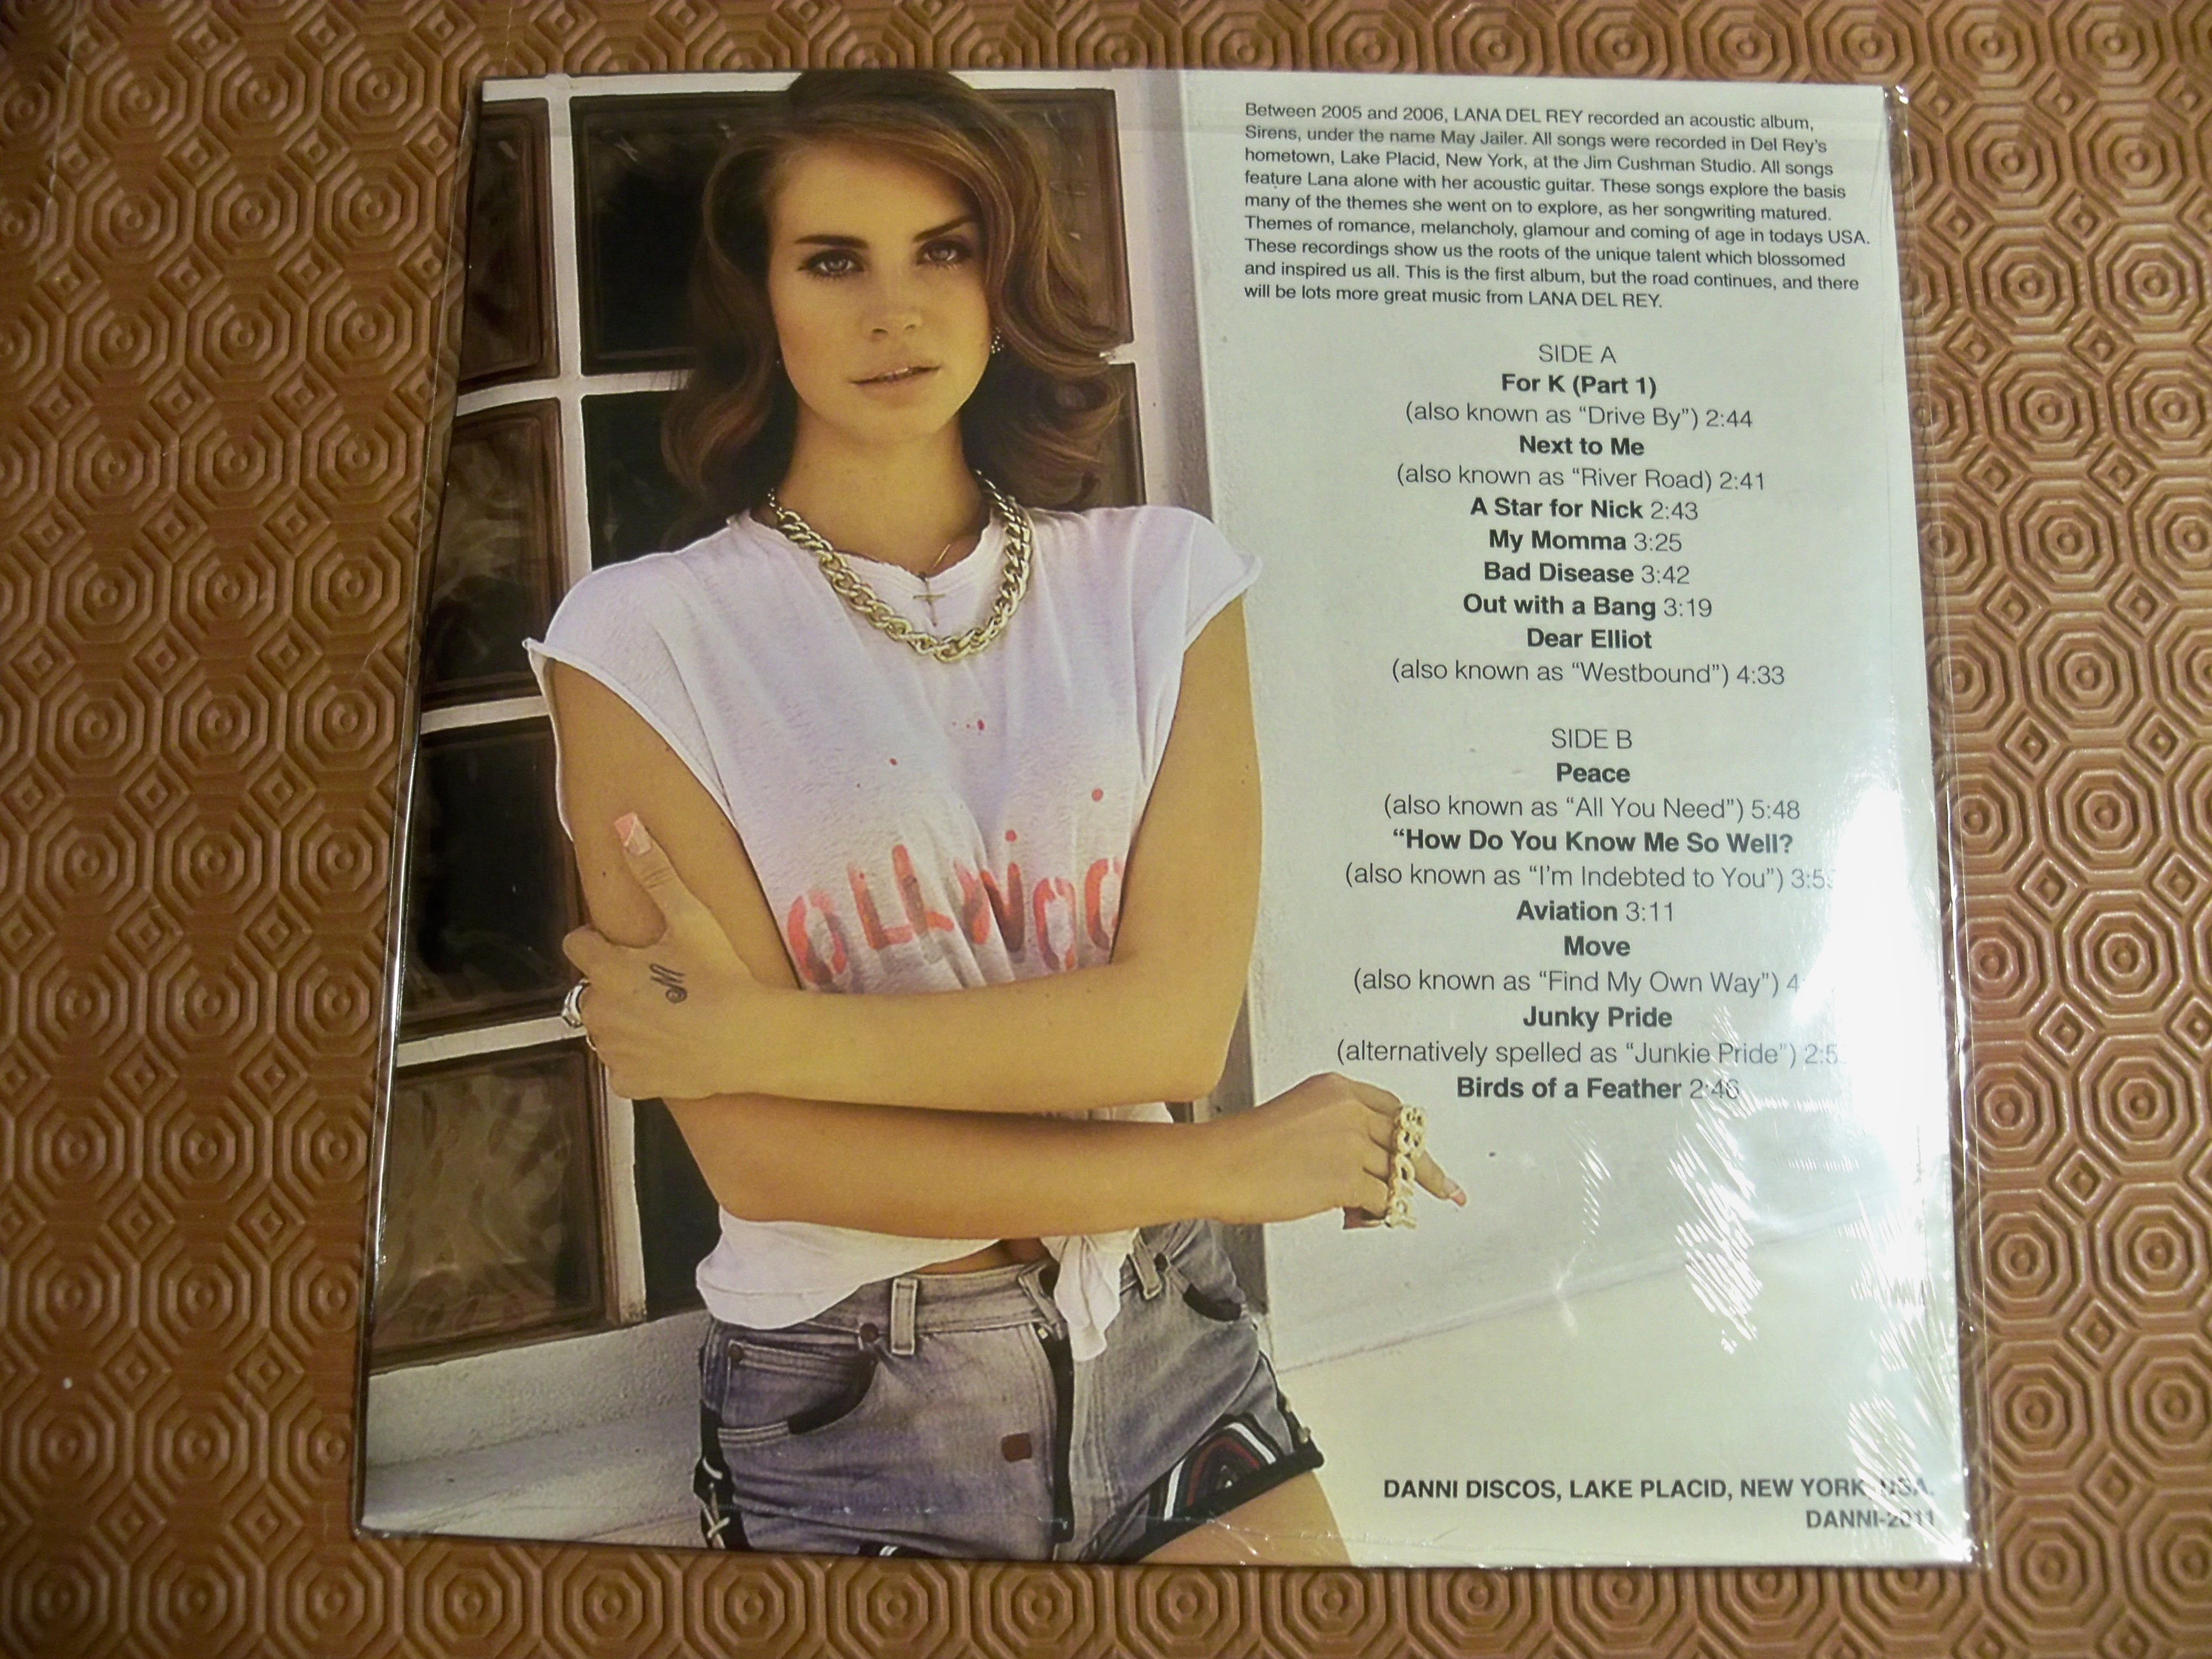 Between 2005 and 2006, LANA DEL REY recorded an acoustic album,
Sirens, under the name May Jailer. All songs were recorded in Del Rey's
hometown, Lake Placid, New York, at the Jim Cushman Studio. All songs
feature Lana alone with her acoustic guitar. These songs explore the basis
many of the themes she went on to explore, as her songwriting matured.
Themes of romance, melancholy, glamour and coming of age in todays USA.
These recordings show us the roots of the unique talent which blossomed
and inspired us all. This is the first album, but the road continues, and there
will be lots more great music from LANA DEL REY.
SIDE A
For K (Part 1)
(also known as “Drive By”) 2:44
Next to Me
(also known as “River Road) 2:41
A Star for Nick 2:43
My Momma 3:25
Bad Disease 3:42
Out with a Bang 3:19
Dear Elliot
(also known as “Westbound”) 4:33
SIDE B
Peace
(also known as “All You Need”) 5:48
“How Do You Know Me So Well?
(also known as “I'm Indebted to You”)
Aviation 3:11
Move
(also known as “Find My Own Way”)
Junky Pride
(alternatively spelled as “Junkie Pride”)
Birds of a Feather 2:46
OLLWOO
DANNI DISCOS, LAKE PLACID, NEW YORK, USA.
DANNI-2011